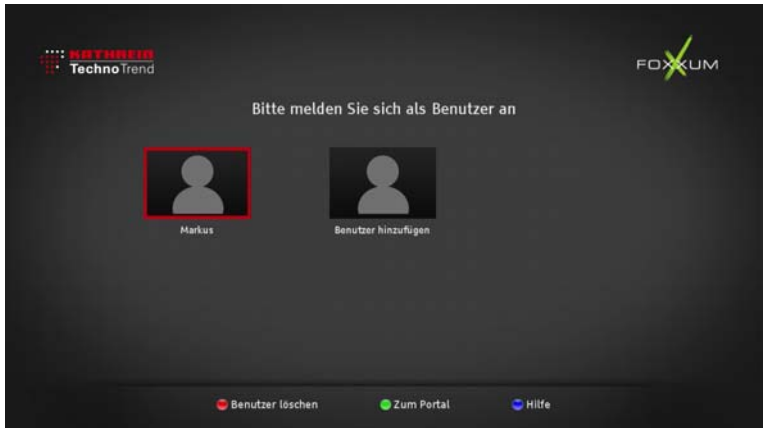 KATHREIN
TechnoTrend
FOXXUM
Bitte melden Sie sich als Benutzer an
Markus
Benutzer hinzufügen
Benutzer löschen
Zum Portal
Hilfe